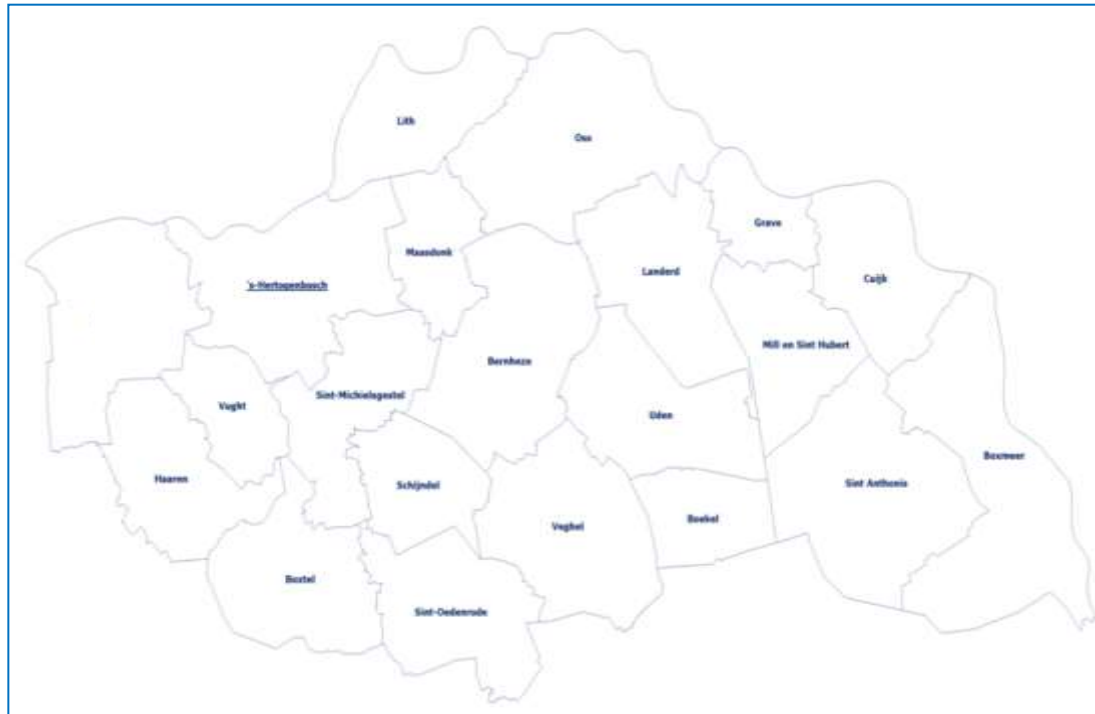 Lith
Oss
Grave
Maasdonk
Landerd
Cuijk
's-Hertogenbosch
Mill en Sint Hubert
Bernheze
Sint-Michielsgestel
Vught
Uden
Boxmeer
Haaren
Schijndel
Sint Anthonis
Boekel
Veghel
Boxtel
Sint-Oedenrode